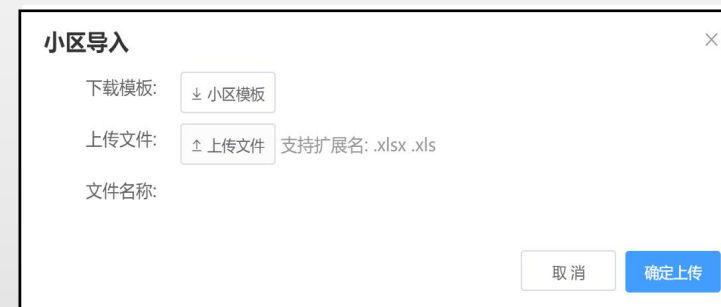 小区导入
下载模板: 小区模板
上传文件: 上传文件 支持扩展名: .xlsx .xls
文件名称:
取消 确定上传